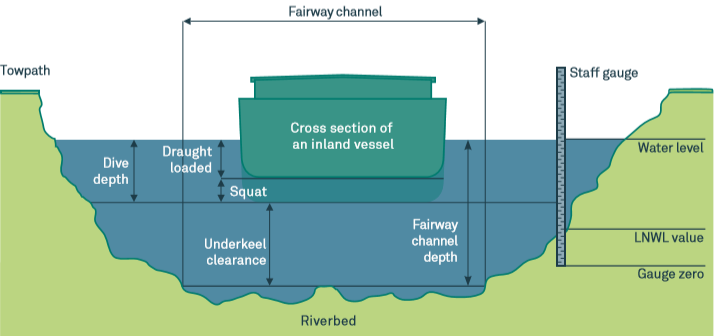 Fairway channel
Towpath
Staff gauge
Cross section of
an inland vessel
Water level
Draught
loaded
Dive
depth
Squat
Fairway
channel
depth
Underkeel
clearance
LNWL value
Gauge zero
Riverbed